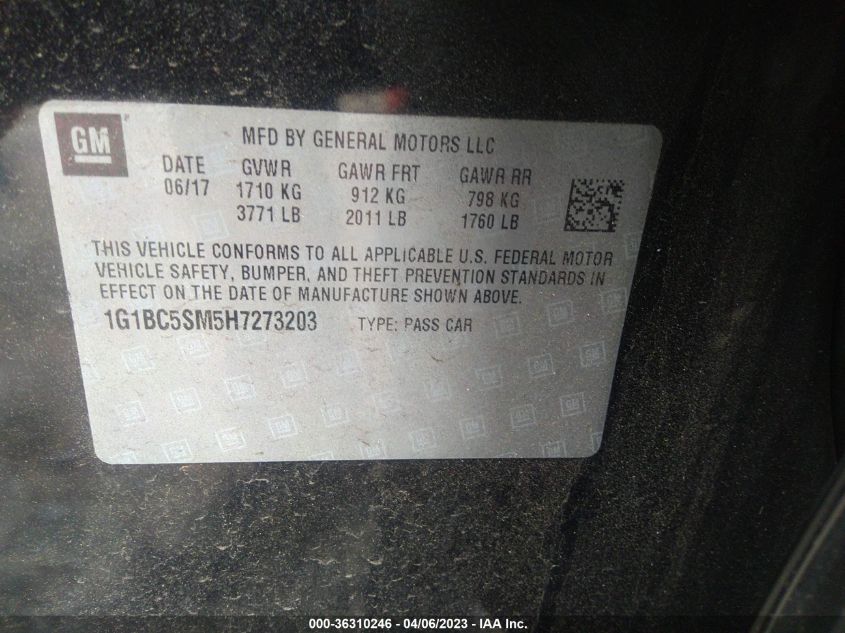 GM
MFD BY GENERAL MOTORS LLC
DATE GVWR GAWR FRT GAWR RR
06/17 1710 KG 912 KG 798 KG
3771 LB 2011 LB 1760 LB
THIS VEHICLE CONFORMS TO ALL APPLICABLE U.S. FEDERAL MOTOR
VEHICLE SAFETY, BUMPER, AND THEFT PREVENTION STANDARDS IN
EFFECT ON THE DATE OF MANUFACTURE SHOWN ABOVE.
1G1BC5SM5H7273203 TYPE: PASS CAR
000-36310246 - 04/06/2023 - IAA Inc.